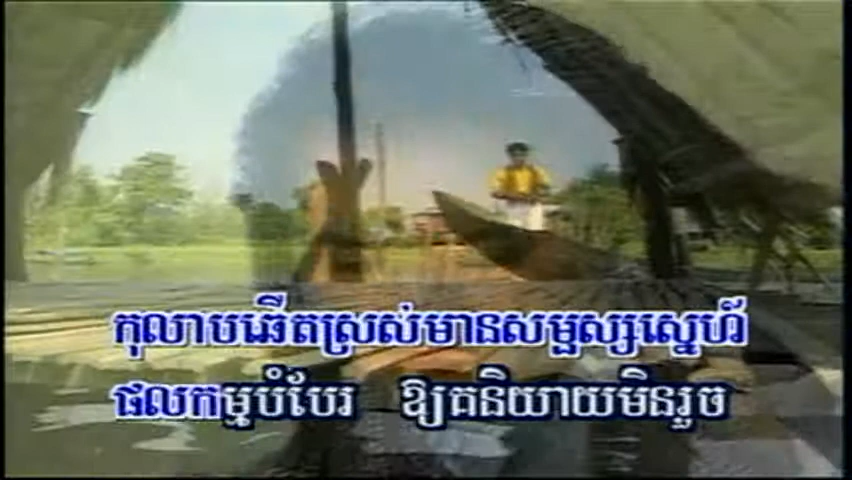 កុលាបឆើតស្រស់មានសម្ផស្សស្នេហ៍
ផលកម្មបំបែរ ឱ្យគនិយាយមិនរួច